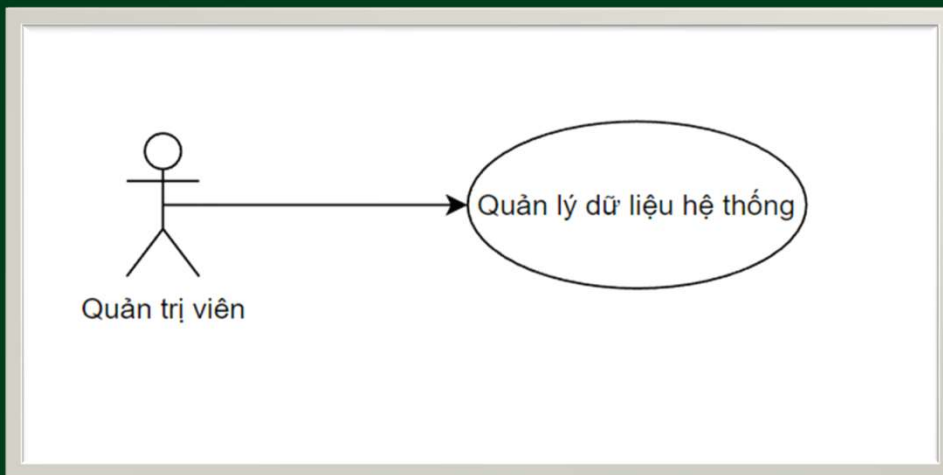 Quản lý dữ liệu hệ thống
Quản trị viên